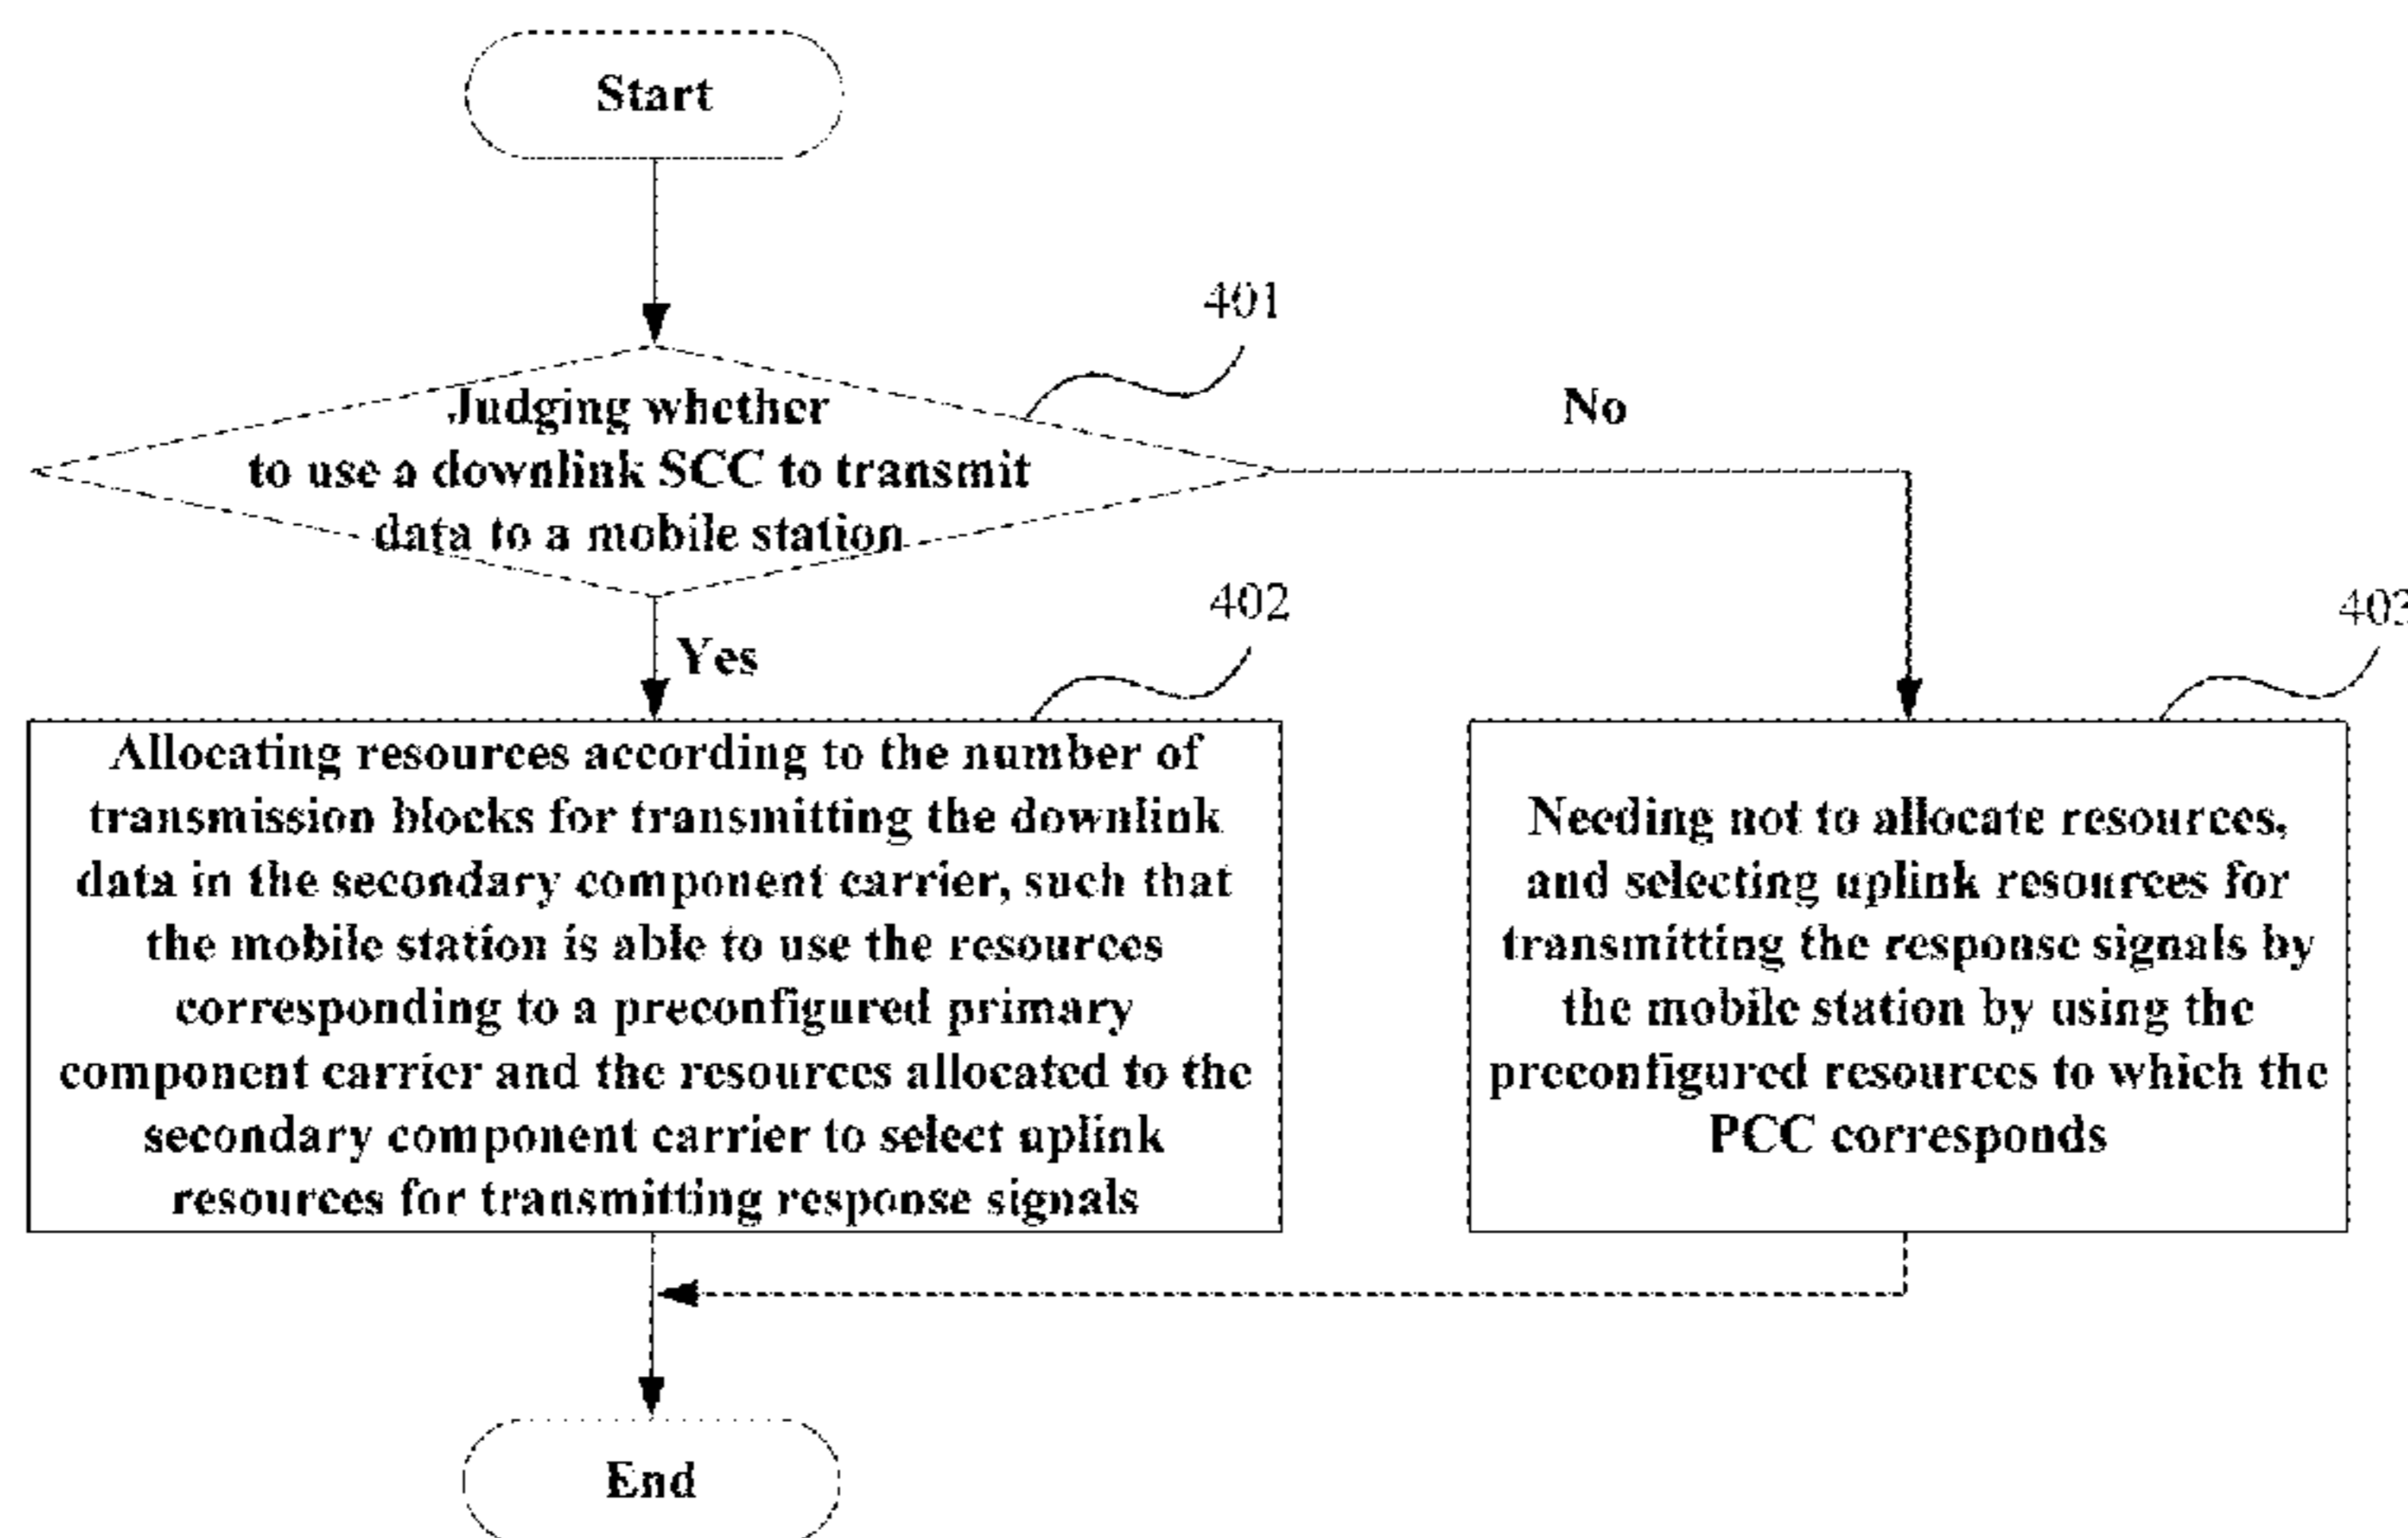 Start
401
Judging whether
to use a downlink SCC to transmit
data to a mobile station
No
Yes
402
403
Allocating resources according to the number of
transmission blocks for transmitting the downlink
data in the secondary component carrier, such that
the mobile station is able to use the resources
corresponding to a preconfigured primary
component carrier and the resources allocated to the
secondary component carrier to select uplink
resources for transmitting response signals
Needing not to allocate resources,
and selecting uplink resources for
transmitting the response signals by
the mobile station by using the
preconfigured resources to which the
PCC corresponds
End